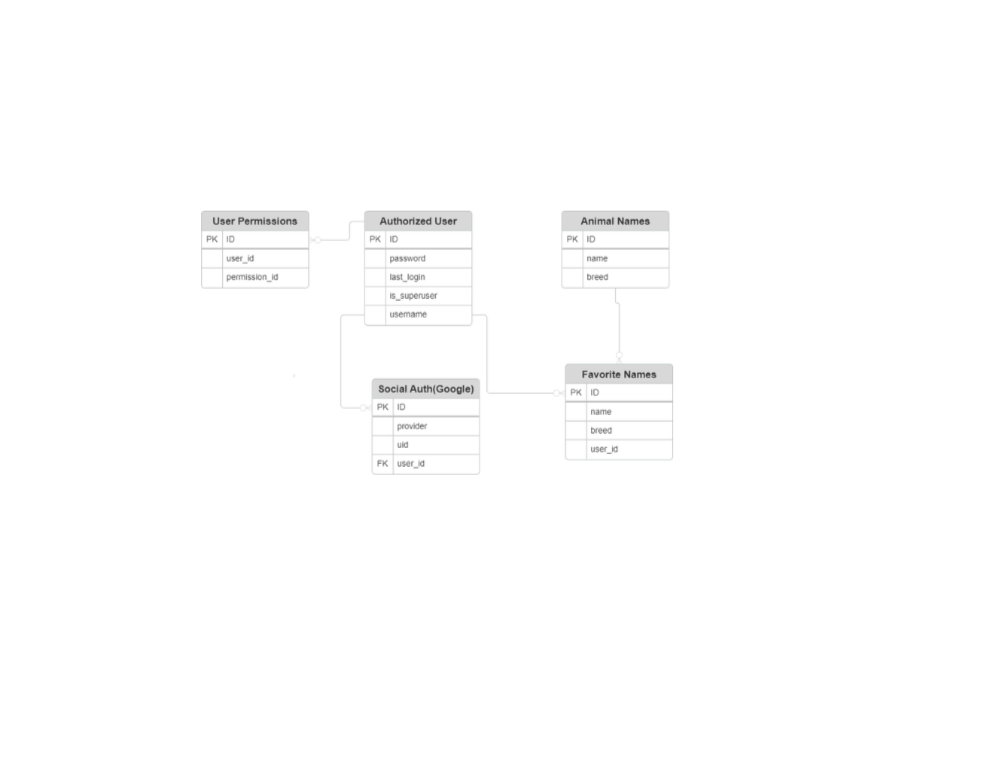 User Permissions
PK ID
user_id
permission_id
Authorized User
PK ID
password
last_login
is_superuser
username
Animal Names
PK ID
name
breed
Social Auth(Google)
PK ID
provider
uid
FK user_id
Favorite Names
PK ID
name
breed
user_id